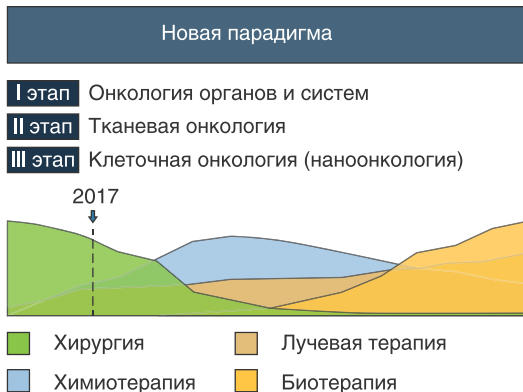 Новая парадигма
I этап Онкология органов и систем
II этап Тканевая онкология
III этап Клеточная онкология (наноонкология)
2017
Хирургия Лучевая терапия
Химиотерапия Биотерапия